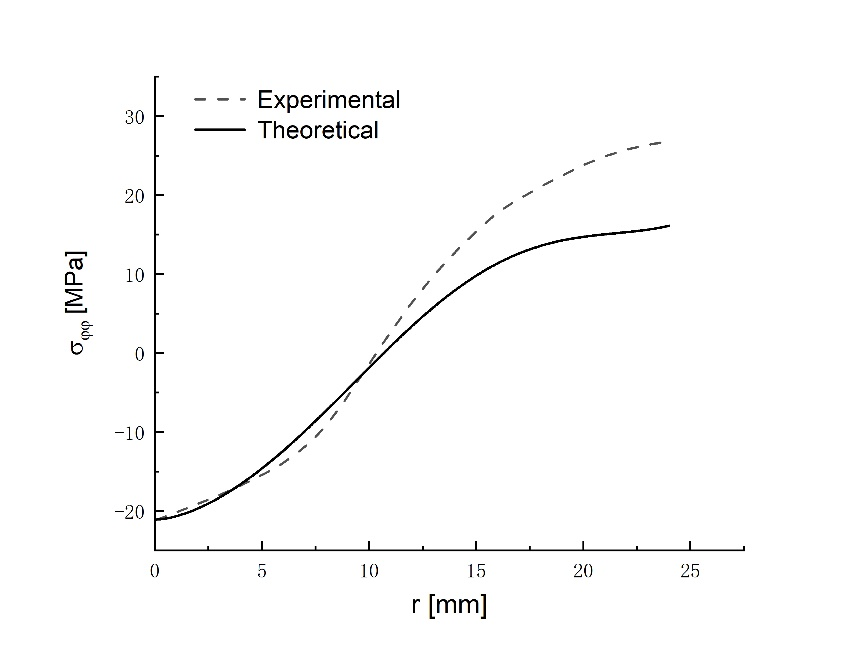 Experimental
Theoretical
30
20
10
0
−10
−20
σφφ [MPa]
0 5 10 15 20 25
r [mm]